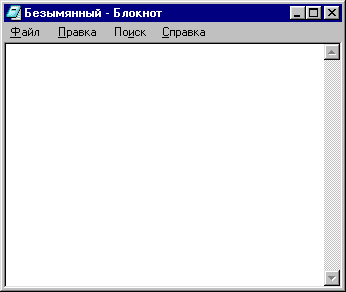 Безымянный - Блокнот
Файл Правка Поиск Справка